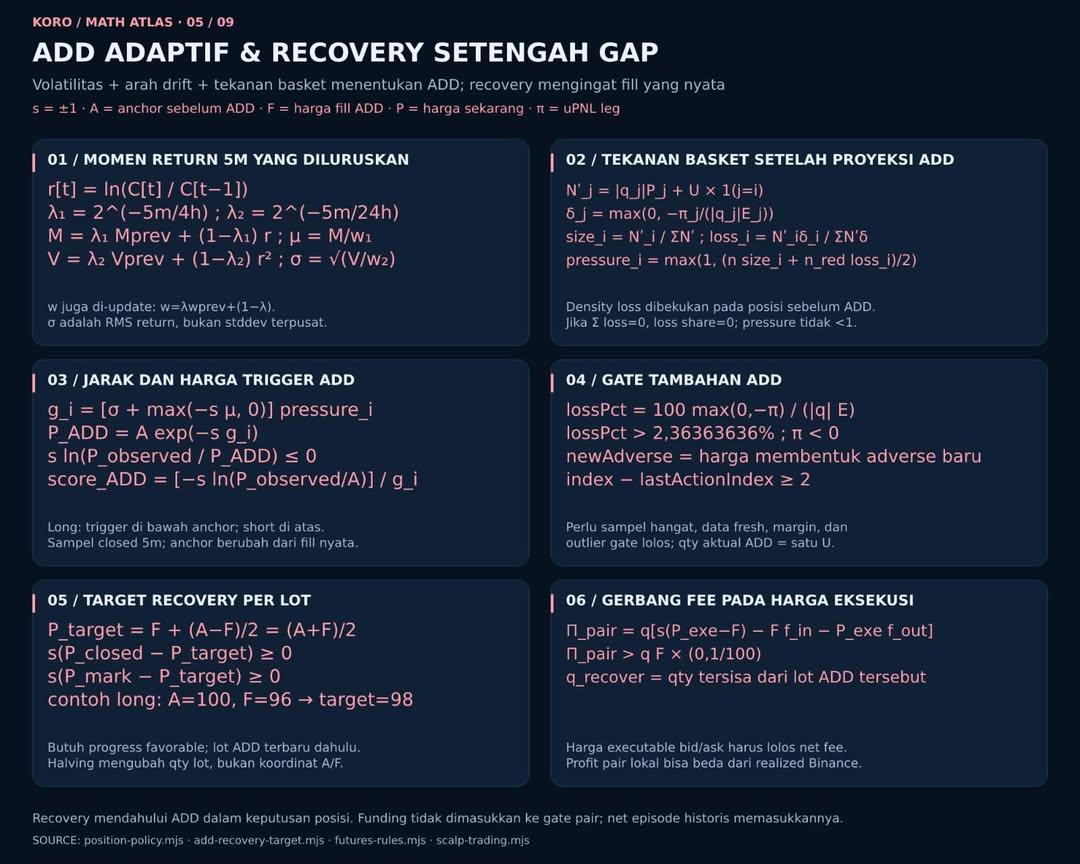 KORO / MATH ATLAS · 05 / 09
ADD ADAPTIF & RECOVERY SETENGAH GAP
Volatilitas + arah drift + tekanan basket menentukan ADD; recovery mengingat fill yang nyata
s = ±1 · A = anchor sebelum ADD · F = harga fill ADD · P = harga sekarang · π = uPNL leg
01 / MOMEN RETURN 5M YANG DILURUSKAN
r[t] = ln(C[t] / C[t−1])
λ₁ = 2^(−5m/4h) ; λ₂ = 2^(−5m/24h)
M = λ₁ Mprev + (1−λ₁) r ; μ = M/w₁
V = λ₂ Vprev + (1−λ₂) r² ; σ = √(V/w₂)
w juga di-update: w=λwprev+(1−λ).
σ adalah RMS return, bukan stddev terpusat.
02 / TEKANAN BASKET SETELAH PROYEKSI ADD
Nʹ_j = |q_j|P_j + U × 1(j=i)
δ_j = max(0, −π_j/(|q_j|E_j))
size_i = Nʹ_i / ΣNʹ ; loss_i = Nʹ_iδ_i / ΣNʹδ
pressure_i = max(1, (n size_i + n_red loss_i)/2)
Density loss dibekukan pada posisi sebelum ADD.
Jika Σ loss=0, loss share=0; pressure tidak <1.
03 / JARAK DAN HARGA TRIGGER ADD
g_i = [σ + max(−s μ, 0)] pressure_i
P_ADD = A exp(−s g_i)
s ln(P_observed / P_ADD) ≤ 0
score_ADD = [−s ln(P_observed/A)] / g_i
Long: trigger di bawah anchor; short di atas.
Sampel closed 5m; anchor berubah dari fill nyata.
04 / GATE TAMBAHAN ADD
lossPct = 100 max(0,−π) / (|q| E)
lossPct > 2,36363636% ; π < 0
newAdverse = harga membentuk adverse baru
index − lastActionIndex ≥ 2
Perlu sampel hangat, data fresh, margin, dan
outlier gate lolos; qty aktual ADD = satu U.
05 / TARGET RECOVERY PER LOT
P_target = F + (A−F)/2 = (A+F)/2
s(P_closed − P_target) ≥ 0
s(P_mark − P_target) ≥ 0
contoh long: A=100, F=96 → target=98
Butuh progress favorable; lot ADD terbaru dahulu.
Halving mengubah qty lot, bukan koordinat A/F.
06 / GERBANG FEE PADA HARGA EKSEKUSI
Π_pair = q[s(P_exe−F) − F f_in − P_exe f_out]
Π_pair > q F × (0,1/100)
q_recover = qty tersisa dari lot ADD tersebut
Harga executable bid/ask harus lolos net fee.
Profit pair lokal bisa beda dari realized Binance.
Recovery mendahului ADD dalam keputusan posisi. Funding tidak dimasukkan ke gate pair; net episode historis memasukkannya.
SOURCE: position-policy.mjs · add-recovery-target.mjs · futures-rules.mjs · scalp-trading.mjs